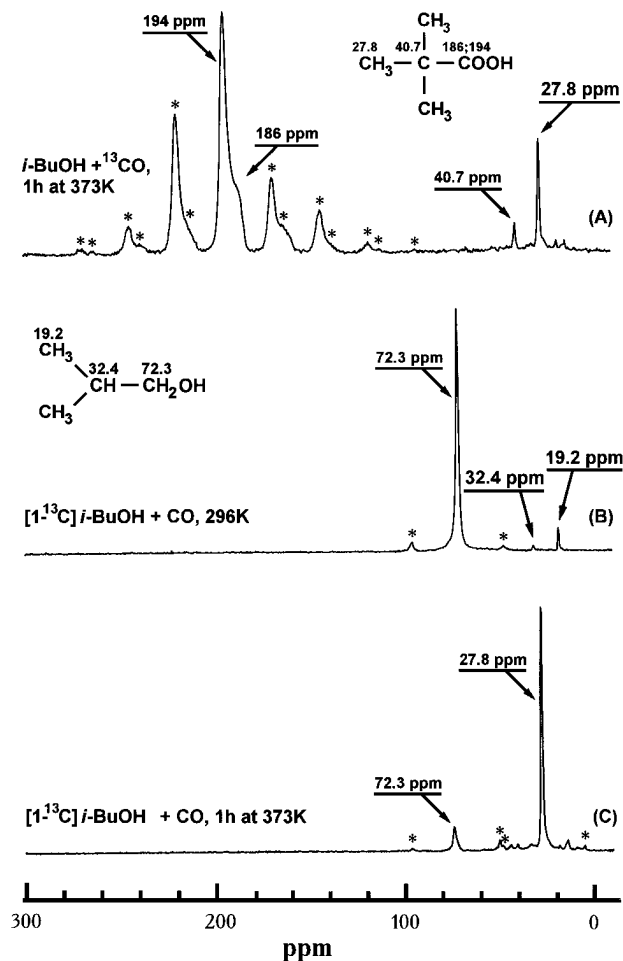 194 ppm
CH₃
27.8 40.7 186;194
CH₃ — C — COOH
CH₃
27.8 ppm
186 ppm
40.7 ppm
i-BuOH + ¹³CO,
1h at 373K
* * * * * * * * * * * * * *
(A)
19.2
CH₃ 32.4 72.3
CH — CH₂OH
CH₃
72.3 ppm
32.4 ppm
19.2 ppm
[1-¹³C] i-BuOH + CO, 296K
* *
(B)
27.8 ppm
72.3 ppm
[1-¹³C] i-BuOH + CO, 1h at 373K
* * * *
(C)
300 200 100 0
ppm